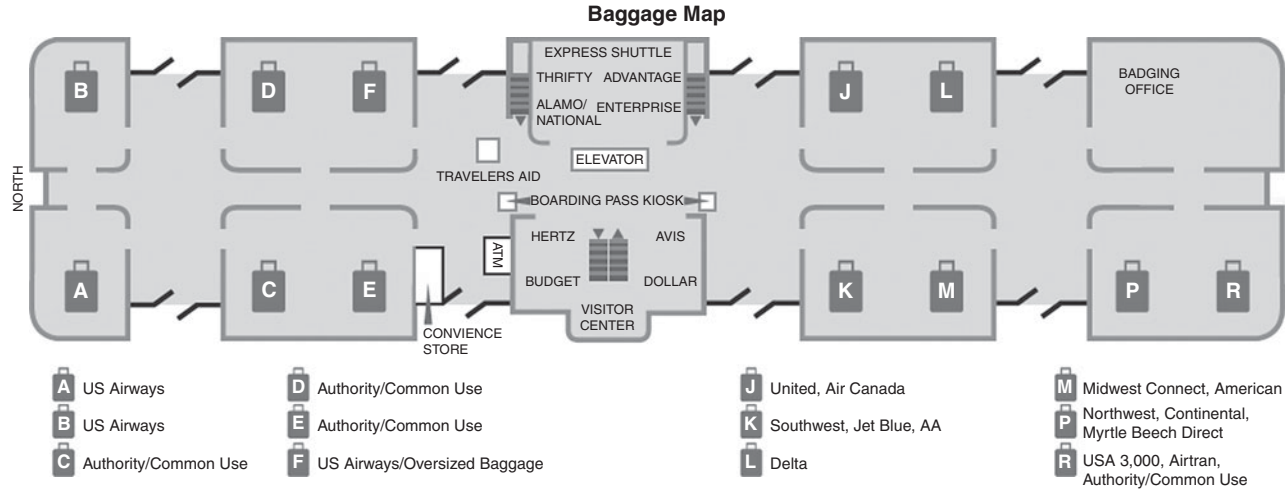 Baggage Map
EXPRESS SHUTTLE
THRIFTY ADVANTAGE
ALAMO/ ENTERPRISE
NATIONAL
B
D
F
J
L
BADGING
OFFICE
ELEVATOR
TRAVELERS AID
NORTH
BOARDING PASS KIOSK
HERTZ AVIS
ATM
BUDGET DOLLAR
VISITOR
CENTER
A
C
E
K
M
P
R
CONVIENCE
STORE
A US Airways
B US Airways
C Authority/Common Use
D Authority/Common Use
E Authority/Common Use
F US Airways/Oversized Baggage
J United, Air Canada
K Southwest, Jet Blue, AA
L Delta
M Midwest Connect, American
P Northwest, Continental,
Myrtle Beech Direct
R USA 3,000, Airtran,
Authority/Common Use